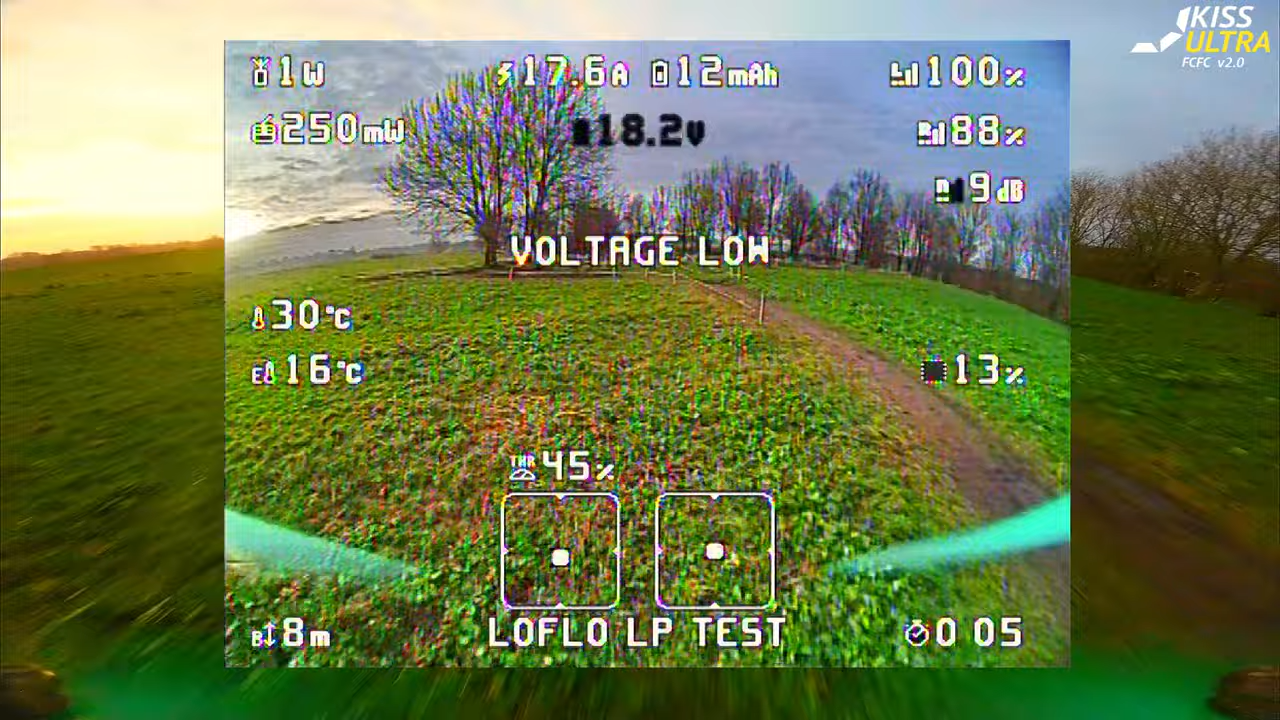 KISS
ULTRA
FCFC v2.0
1W 17.6A 12mAh 100%
250mW 18.2V 88%
9dB
VOLTAGE LOW
30°C
E 16°C 13%
THR 45%
B 8m LOFLO LP TEST 0 05